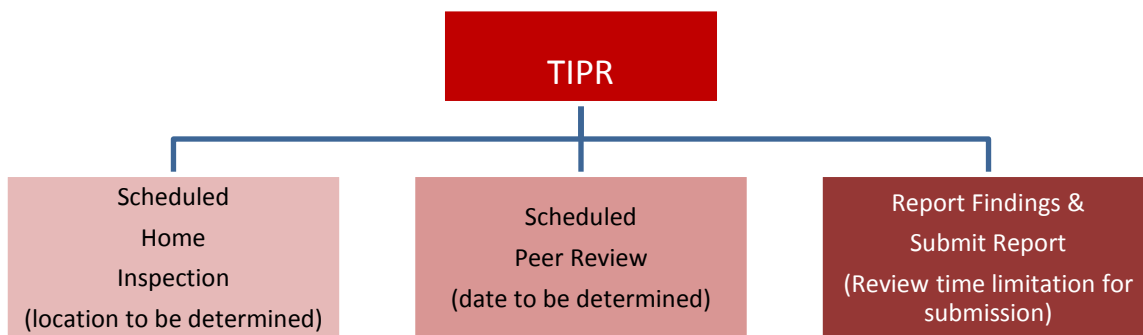 TIPR
Scheduled
Home
Inspection
(location to be determined)
Scheduled
Peer Review
(date to be determined)
Report Findings &
Submit Report
(Review time limitation for
submission)